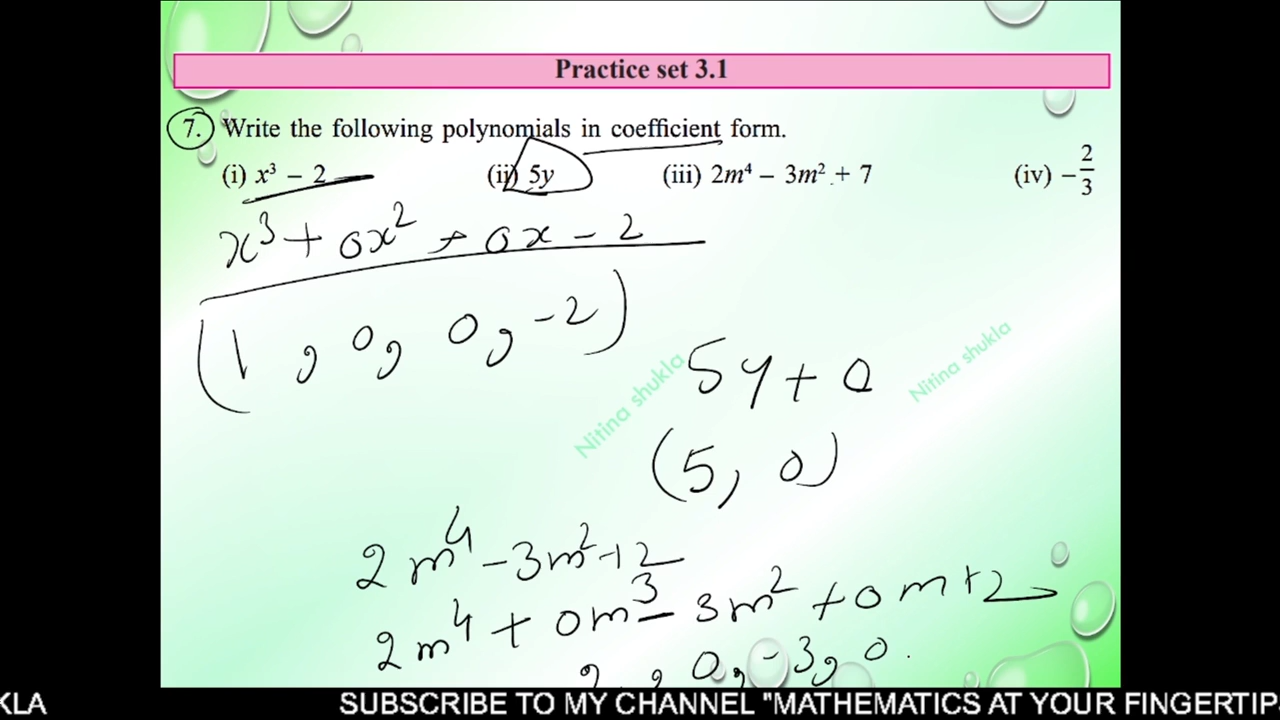 Practice set 3.1
7. Write the following polynomials in coefficient form.
(i) x³ − 2 (ii) 5y (iii) 2m⁴ − 3m² + 7 (iv) −2/3
x³ + 0x² + 0x − 2
(1, 0, 0, −2)
Nitina shukla
Nitina shukla
5y + 0
(5, 0)
2m⁴ − 3m² + 2
2m⁴ + 0m³ − 3m² + 0m + 2
2, 0, −3, 0
KLA SUBSCRIBE TO MY CHANNEL "MATHEMATICS AT YOUR FINGERTIP